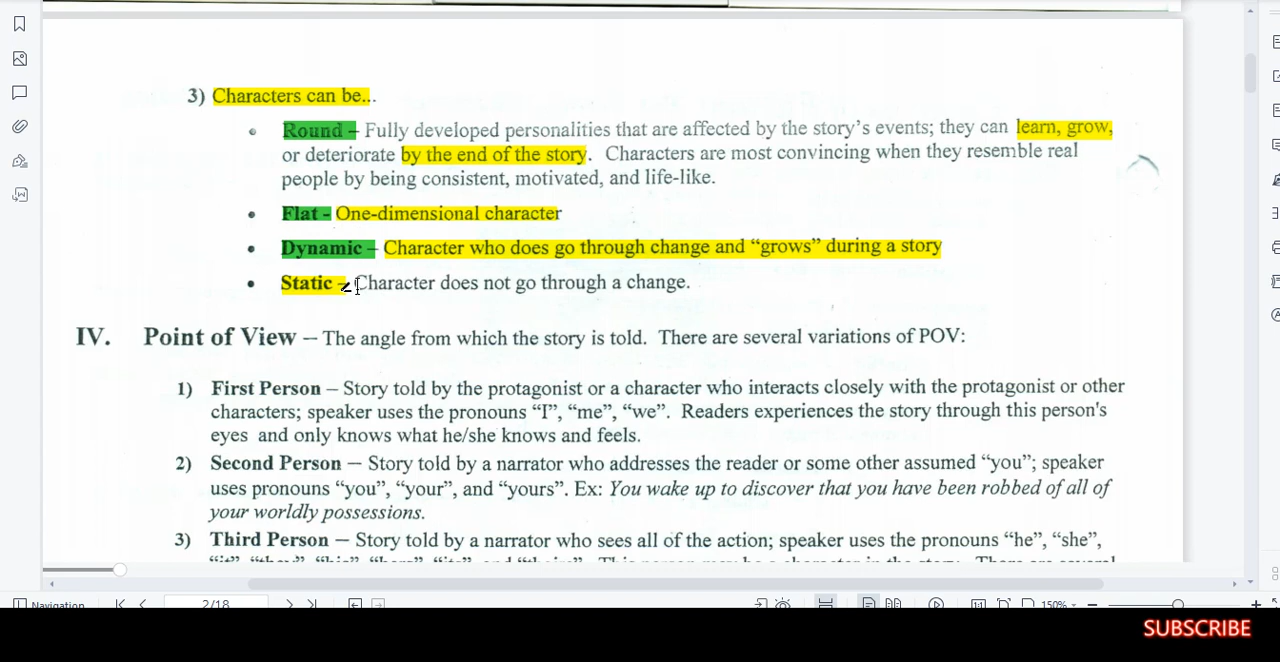 3) Characters can be...
• Round – Fully developed personalities that are affected by the story's events; they can learn, grow,
or deteriorate by the end of the story. Characters are most convincing when they resemble real
people by being consistent, motivated, and life-like.
• Flat - One-dimensional character
• Dynamic – Character who does go through change and “grows” during a story
• Static – Character does not go through a change.
IV. Point of View – The angle from which the story is told. There are several variations of POV:
1) First Person – Story told by the protagonist or a character who interacts closely with the protagonist or other
characters; speaker uses the pronouns “I”, “me”, “we”. Readers experiences the story through this person's
eyes and only knows what he/she knows and feels.
2) Second Person – Story told by a narrator who addresses the reader or some other assumed “you”; speaker
uses pronouns “you”, “your”, and “yours”. Ex: You wake up to discover that you have been robbed of all of
your worldly possessions.
3) Third Person – Story told by a narrator who sees all of the action; speaker uses the pronouns “he”, “she”,
Navigation 2/18 150%
SUBSCRIBE